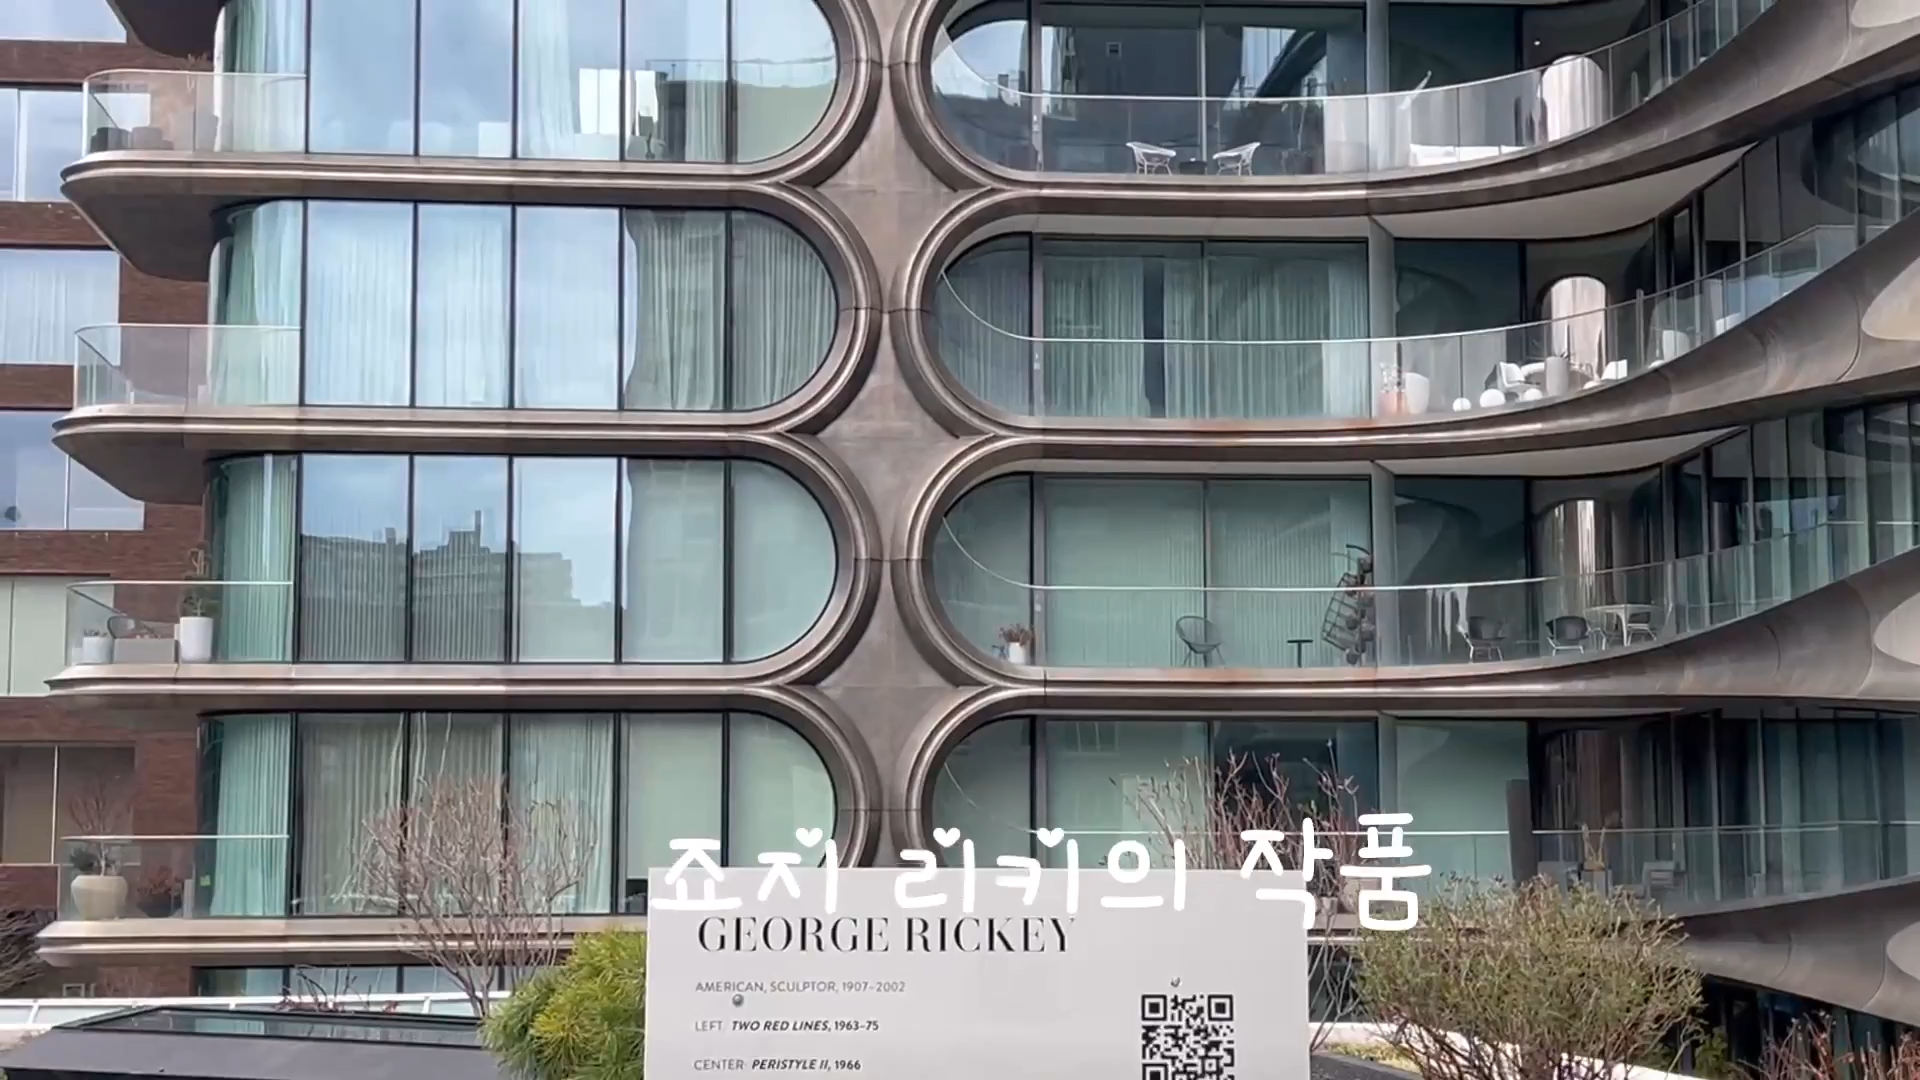 죠지 리키의 작품
GEORGE RICKEY
AMERICAN, SCULPTOR, 1907–2002
LEFT: TWO RED LINES, 1963–75
CENTER: PERISTYLE II, 1966